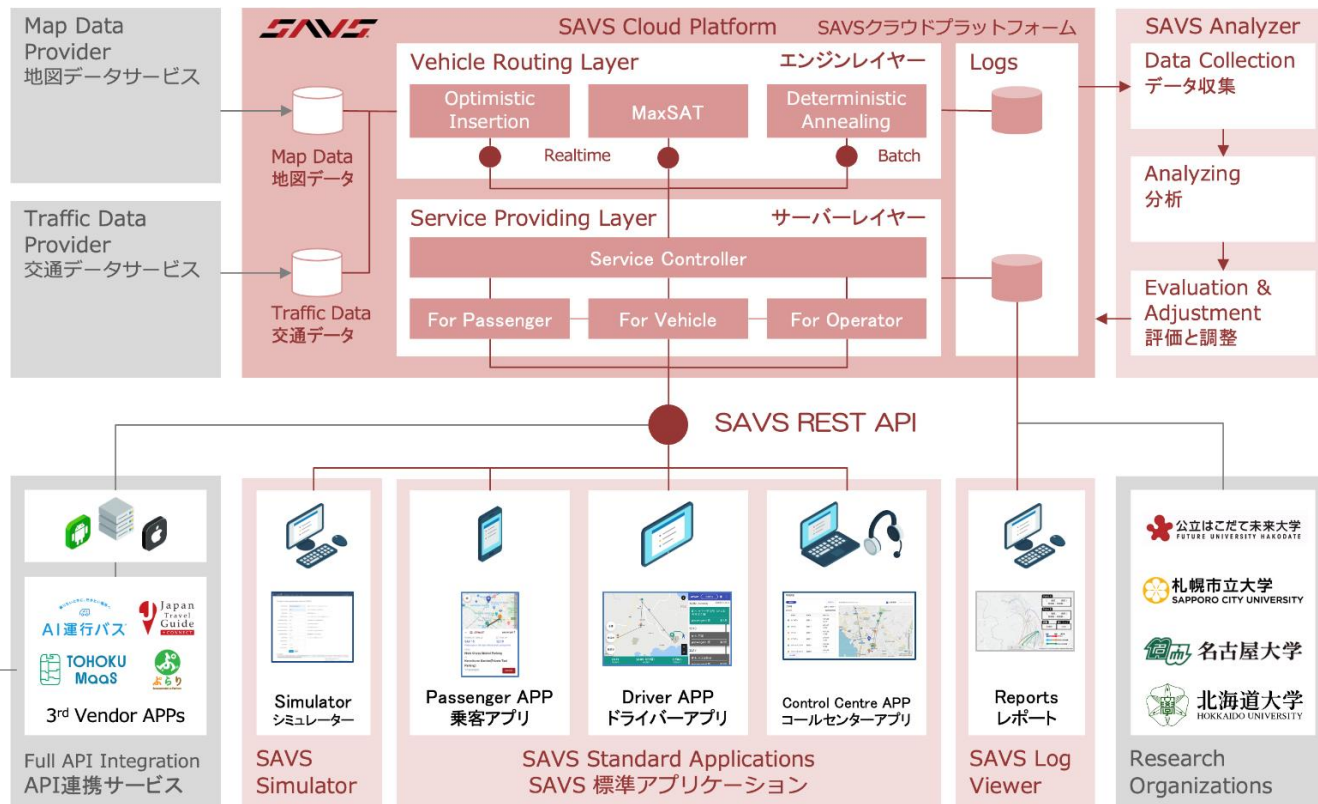 Map Data
Provider
地図データサービス
Traffic Data
Provider
交通データサービス
SAVS
SAVS Cloud Platform
SAVSクラウドプラットフォーム
Map Data
地図データ
Traffic Data
交通データ
Vehicle Routing Layer
エンジンレイヤー
Optimistic
Insertion
MaxSAT
Deterministic
Annealing
Realtime
Batch
Service Providing Layer
サーバーレイヤー
Service Controller
For Passenger
For Vehicle
For Operator
Logs
SAVS Analyzer
Data Collection
データ収集
Analyzing
分析
Evaluation &
Adjustment
評価と調整
SAVS REST API
AI運行バス
Japan
Travel
Guide
+CONNECT
TOHOKU
MaaS
ぷらり
3rd Vendor APPs
Full API Integration
API連携サービス
Simulator
シミュレーター
SAVS
Simulator
Passenger APP
乗客アプリ
Driver APP
ドライバーアプリ
Control Centre APP
コールセンターアプリ
SAVS Standard Applications
SAVS 標準アプリケーション
Reports
レポート
SAVS Log
Viewer
公立はこだて未来大学
FUTURE UNIVERSITY HAKODATE
札幌市立大学
SAPPORO CITY UNIVERSITY
名古屋大学
北海道大学
HOKKAIDO UNIVERSITY
Research
Organizations